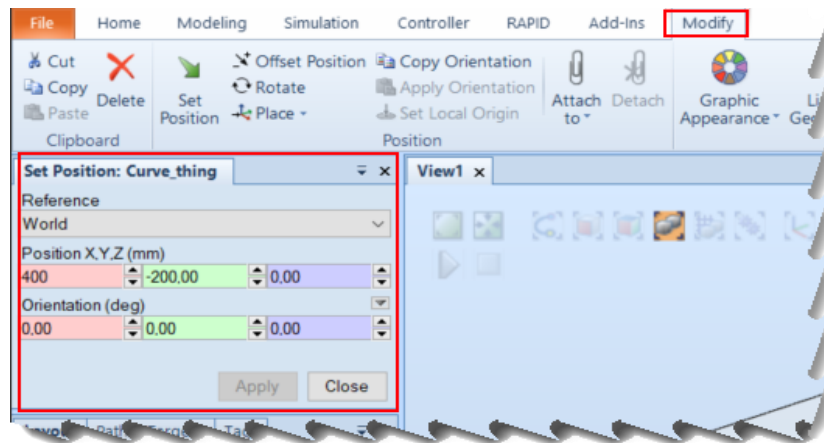 File Home Modeling Simulation Controller RAPID Add-Ins Modify
Cut
Copy
Paste
Delete
Set
Position
Offset Position
Rotate
Place
Copy Orientation
Apply Orientation
Set Local Origin
Attach
to
Detach
Graphic
Appearance
Clipboard
Position
Set Position: Curve_thing
View1
Reference
World
Position X,Y,Z (mm)
400 -200,00 0,00
Orientation (deg)
0,00 0,00 0,00
Apply Close